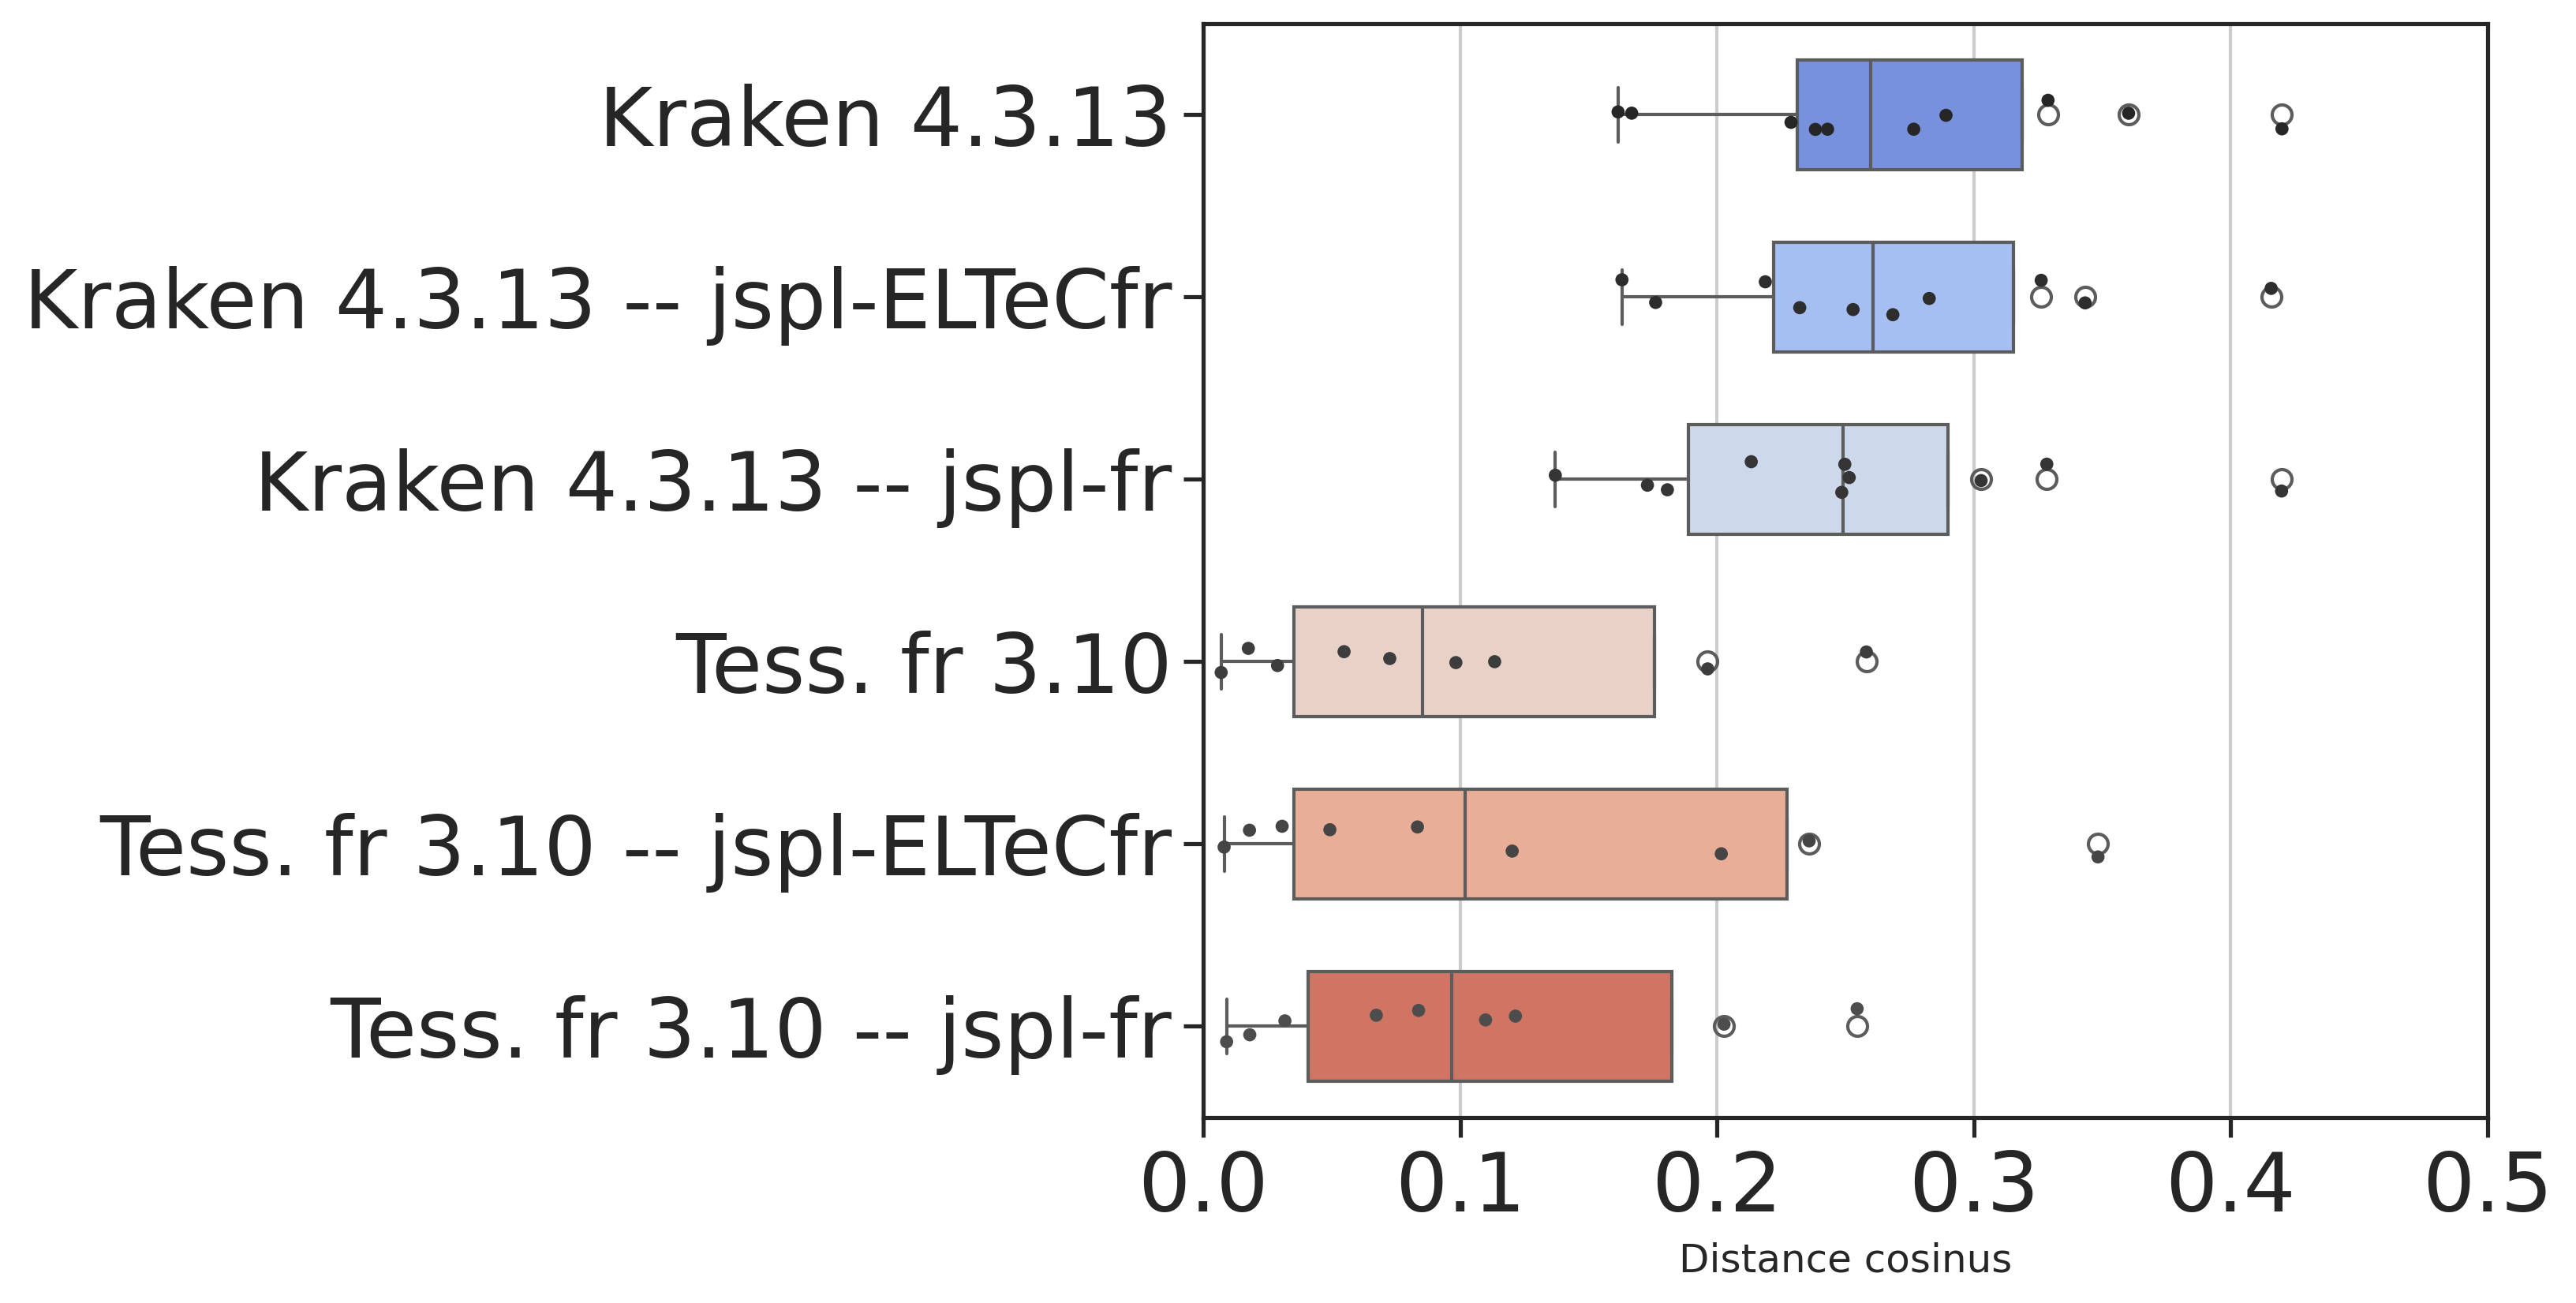 Kraken 4.3.13
Kraken 4.3.13 -- jspl-ELTeCfr
Kraken 4.3.13 -- jspl-fr
Tess. fr 3.10
Tess. fr 3.10 -- jspl-ELTeCfr
Tess. fr 3.10 -- jspl-fr
0.0 0.1 0.2 0.3 0.4 0.5
Distance cosinus